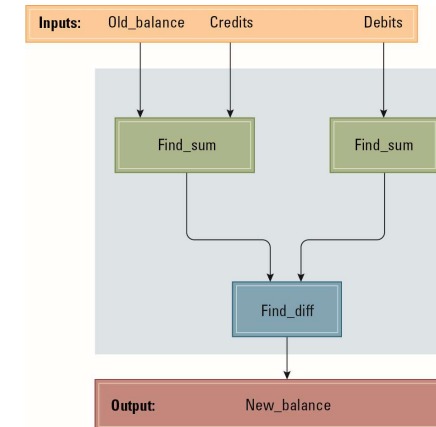 Inputs: Old_balance Credits Debits
Find_sum Find_sum
Find_diff
Output: New_balance